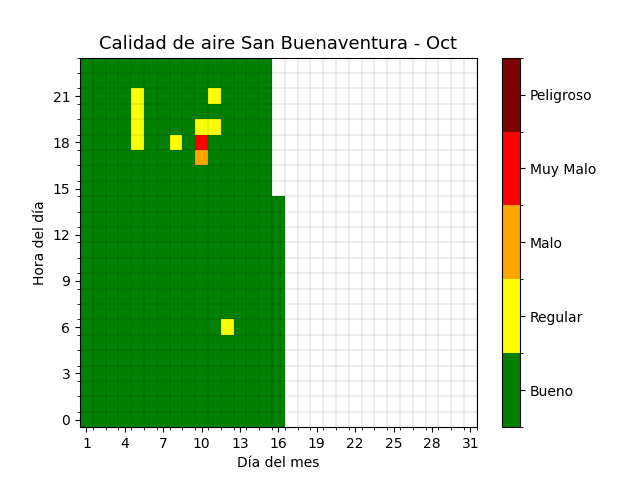 Calidad de aire San Buenaventura - Oct
21
18
15
12
9
6
3
0
Hora del día
1 4 7 10 13 16 19 22 25 28 31
Día del mes
Peligroso
Muy Malo
Malo
Regular
Bueno